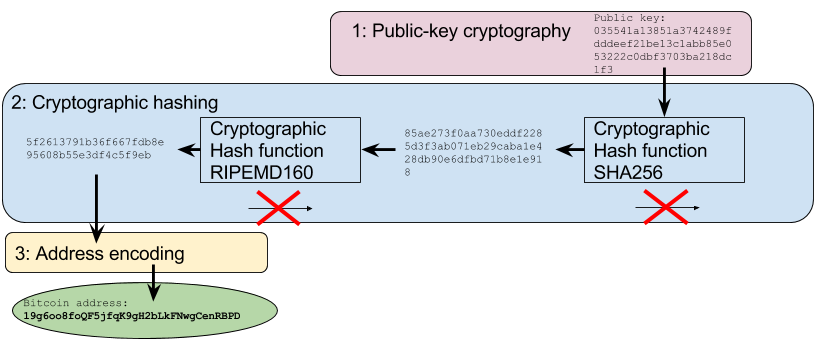 1: Public-key cryptography
Public key:
035541a13851a3742489f
dddeef21be13c1abb85e0
53222c0dbf3703ba218dc
1f3
2: Cryptographic hashing
Cryptographic
Hash function
SHA256
85ae273f0aa730eddf228
5d3f3ab071eb29caba1e4
28db90e6dfbd71b8e1e91
8
Cryptographic
Hash function
RIPEMD160
5f2613791b36f667fdb8e
95608b55e3df4c5f9eb
3: Address encoding
Bitcoin address:
19g6oo8foQF5jfqK9gH2bLkFNwgCenRBPD